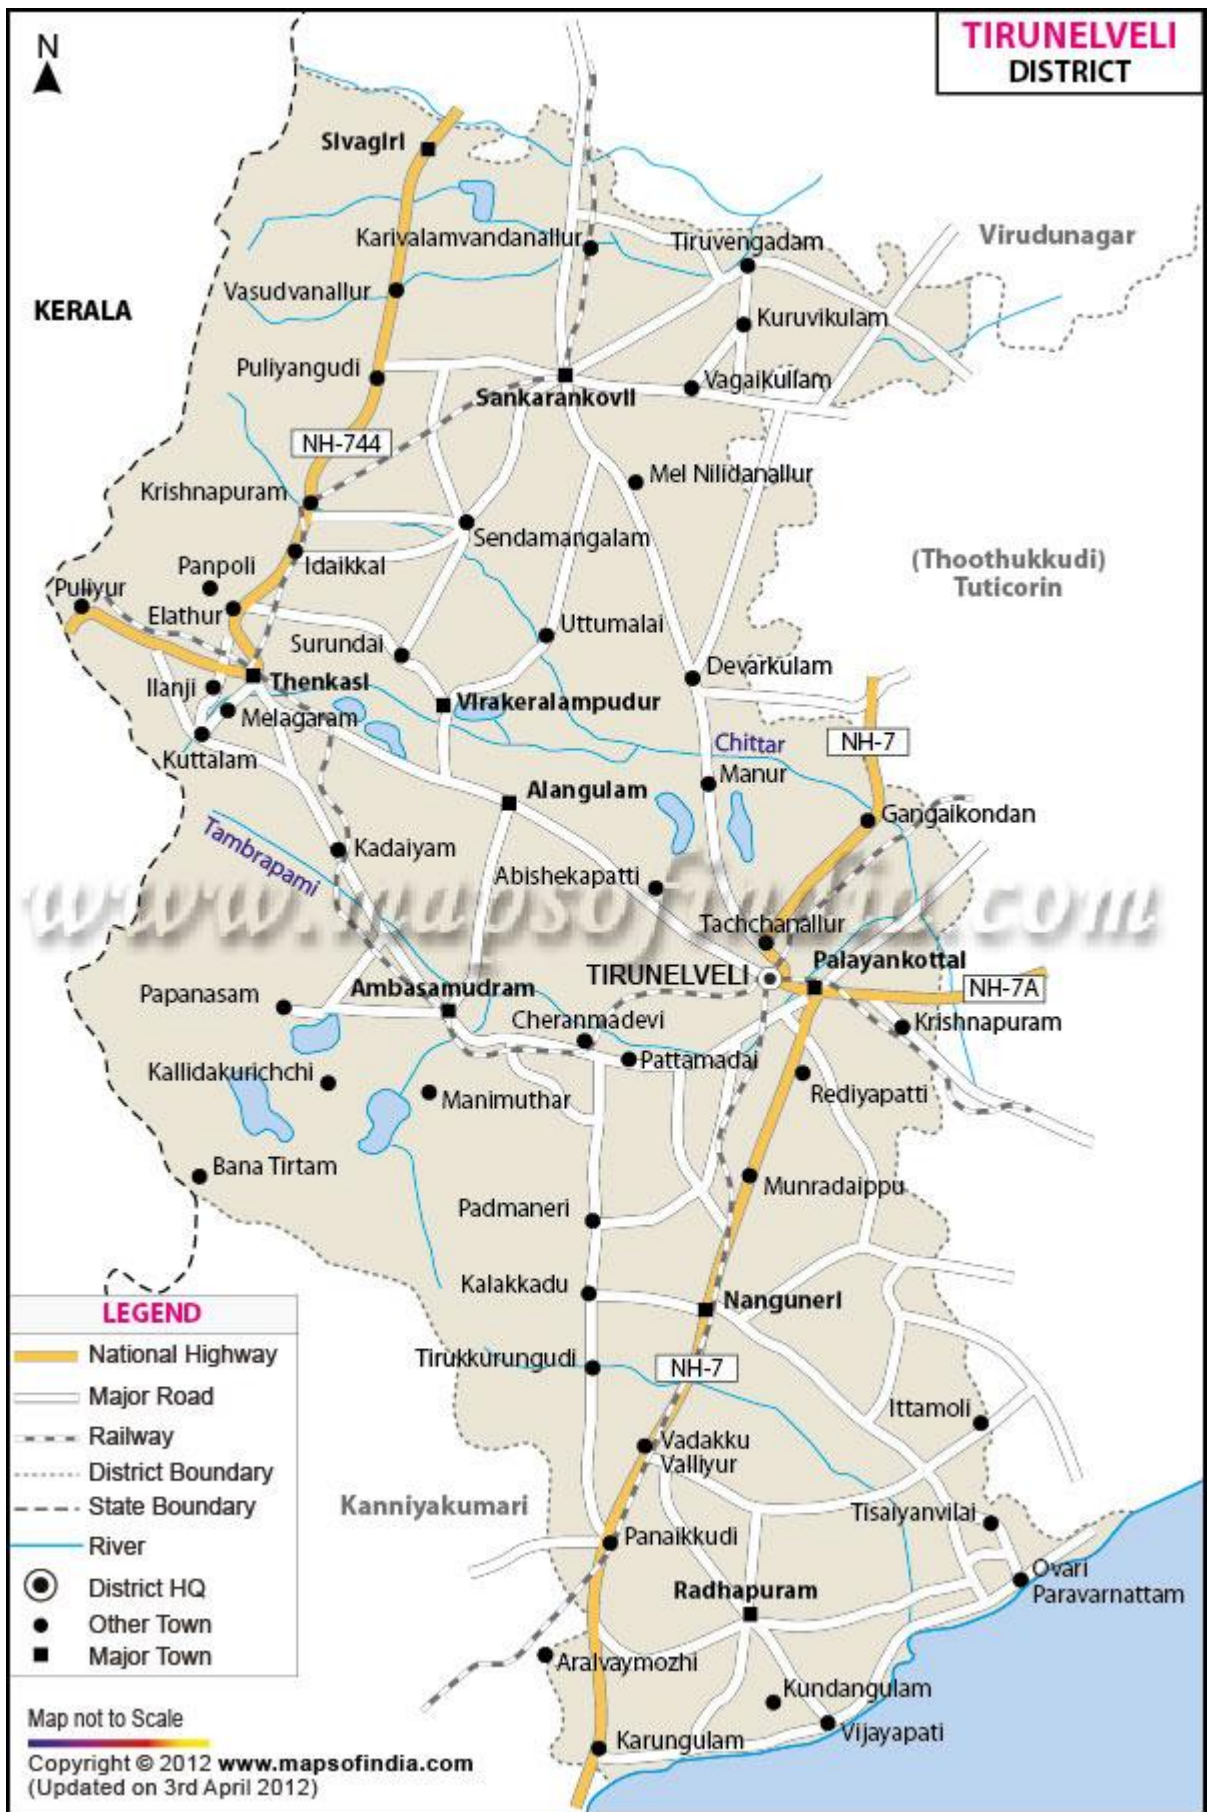 TIRUNELVELI
DISTRICT
N
Sivagiri
Karivalamvandanallur
Tiruvengadam
Virudunagar
Vasudvanallur
KERALA
Kuruvikulam
Puliyangudi
Vagaikullam
Sankarankovil
NH-744
Mel Nilidanallur
Krishnapuram
Sendamangalam
(Thoothukkudi)
Tuticorin
Panpoli
Idaikkal
Puliyur
Elathur
Uttumalai
Surundai
Devarkulam
Ilanji
Thenkasi
Virakeralampudur
Melagaram
Kuttalam
Chittar
NH-7
Manur
Alangulam
Gangaikondan
Tambrapami
Kadaiyam
Abishekapatti
www.mapsofindia.com
Tachchanallur
Palayankottai
TIRUNELVELI
Papanasam
Ambasamudram
NH-7A
Cheranmadevi
Krishnapuram
Pattamadai
Kallidakurichchi
Manimuthar
Rediyapatti
Bana Tirtam
Munradaippu
Padmaneri
Kalakkadu
Nanguneri
LEGEND
National Highway
Major Road
Railway
District Boundary
State Boundary
River
District HQ
Other Town
Major Town
Tirukkurungudi
NH-7
Ittamoli
Vadakku
Valliyur
Kanniyakumari
Tisaiyanvilai
Panaikkudi
Ovari
Paravarnattam
Radhapuram
Aralvaymozhi
Kundangulam
Vijayapati
Karungulam
Map not to Scale
Copyright © 2012 www.mapsofindia.com
(Updated on 3rd April 2012)